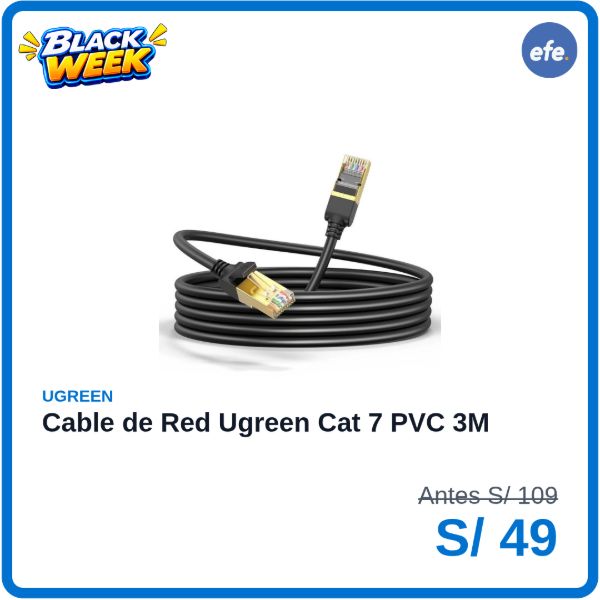 BLACK
WEEK
efe.
UGREEN
Cable de Red Ugreen Cat 7 PVC 3M
Antes S/ 109
S/ 49